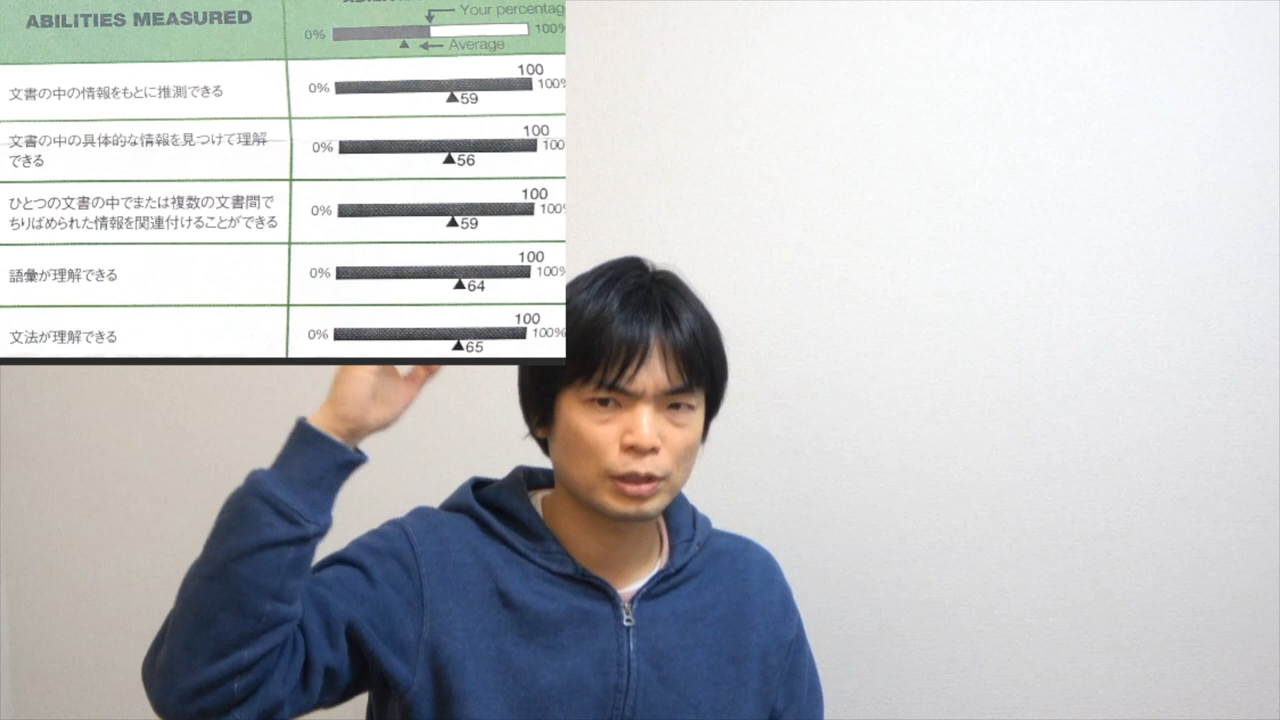 ABILITIES MEASURED
Your percentag
0% 100%
Average
文書の中の情報をもとに推測できる
100
0% 100%
▲59
文書の中の具体的な情報を見つけて理解
できる
100
0% 100
▲56
ひとつの文書の中でまたは複数の文書間で
ちりばめられた情報を関連付けることができる
100
0% 100%
▲59
語彙が理解できる
100
0% 100%
▲64
文法が理解できる
100
0% 100%
▲65